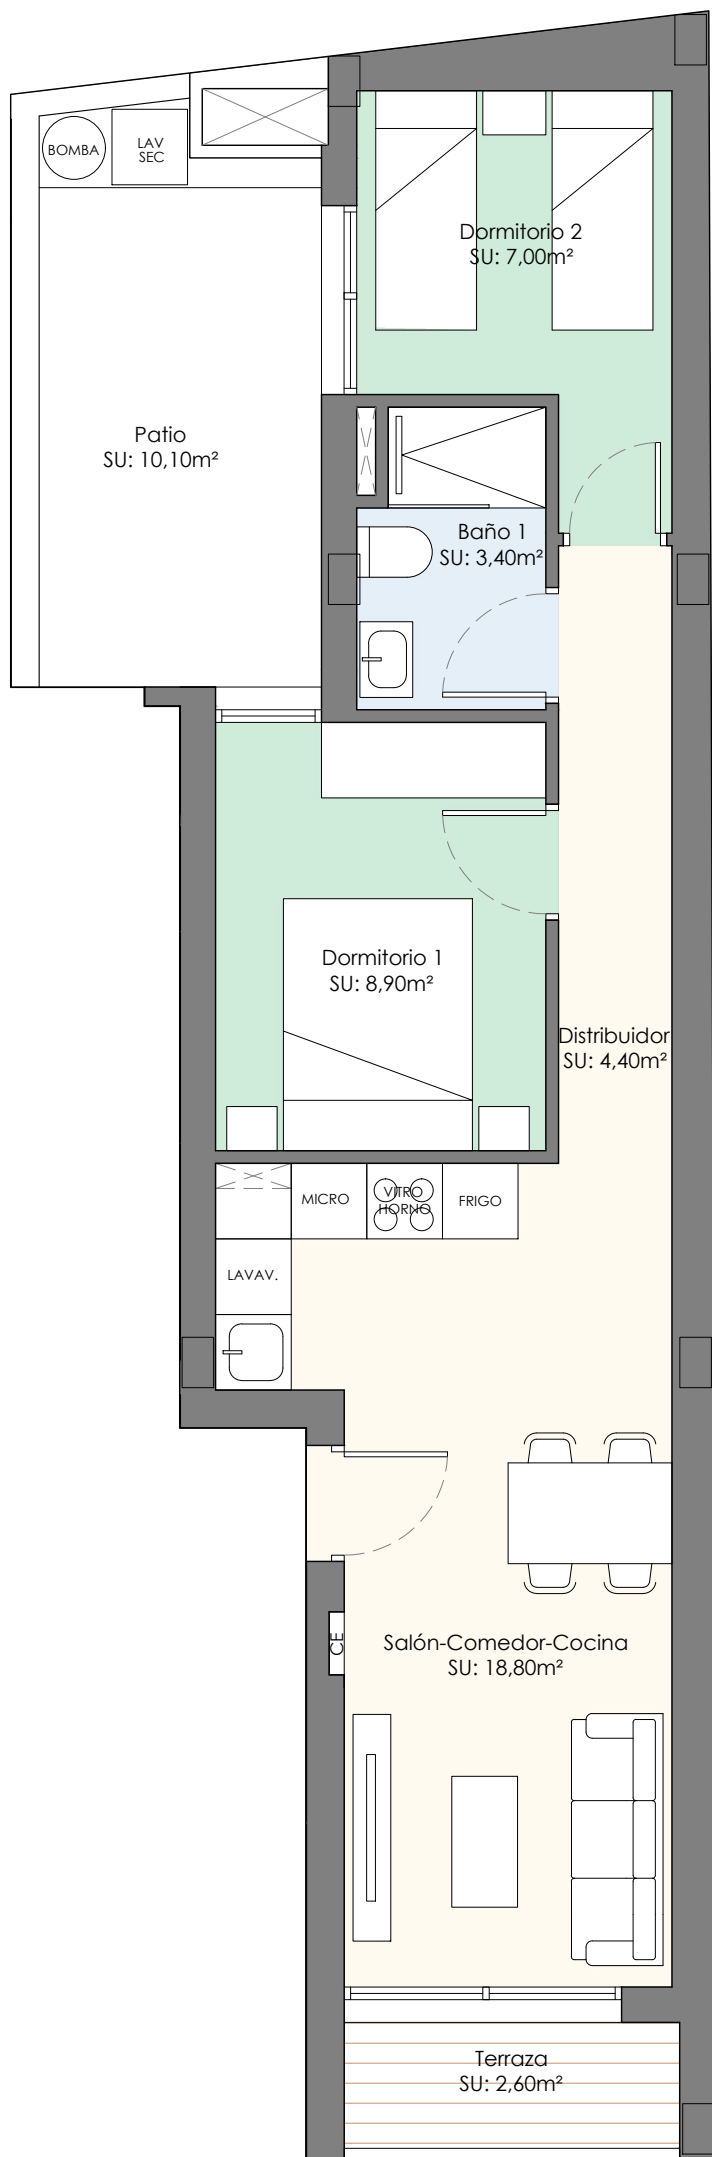 BOMBA
LAV
SEC
Dormitorio 2
SU: 7,00m²
Patio
SU: 10,10m²
Baño 1
SU: 3,40m²
Dormitorio 1
SU: 8,90m²
Distribuidor
SU: 4,40m²
MICRO
VITRO
HORNO
FRIGO
LAVAV.
CE
Salón-Comedor-Cocina
SU: 18,80m²
Terraza
SU: 2,60m²